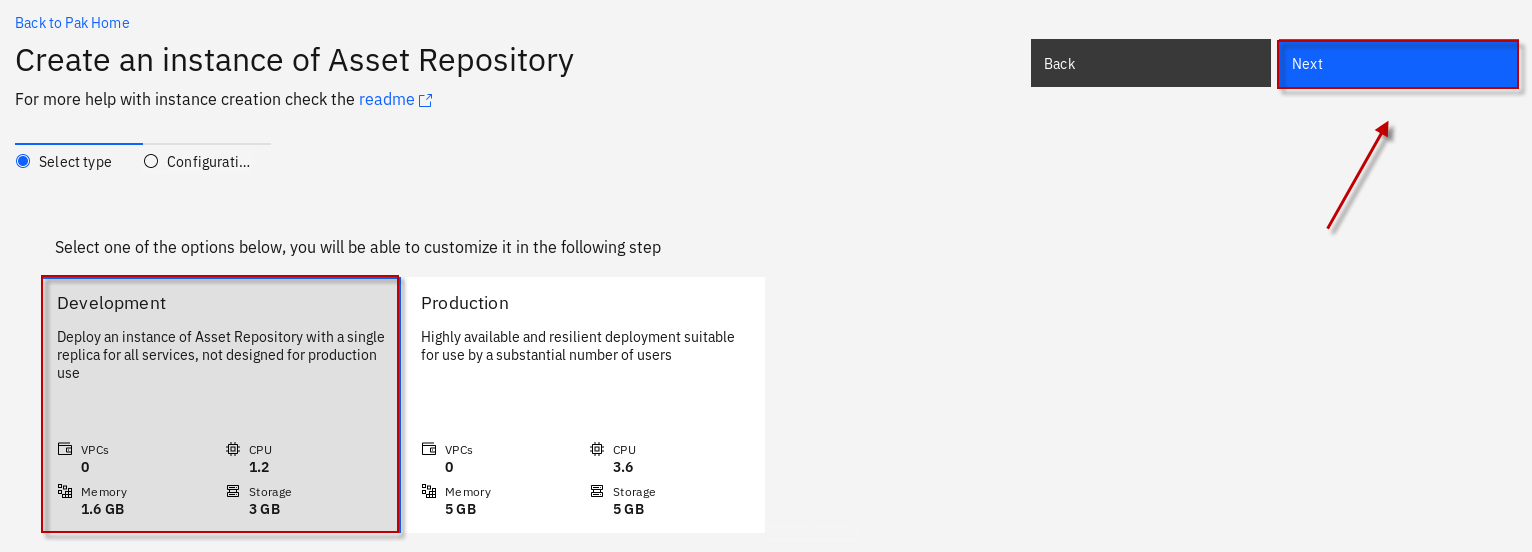 Back to Pak Home
Create an instance of Asset Repository
Back
Next
For more help with instance creation check the readme
Select type
Configurati...
Select one of the options below, you will be able to customize it in the following step
Development
Deploy an instance of Asset Repository with a single
replica for all services, not designed for production
use
VPCs
0
CPU
1.2
Memory
1.6 GB
Storage
3 GB
Production
Highly available and resilient deployment suitable
for use by a substantial number of users
VPCs
0
CPU
3.6
Memory
5 GB
Storage
5 GB